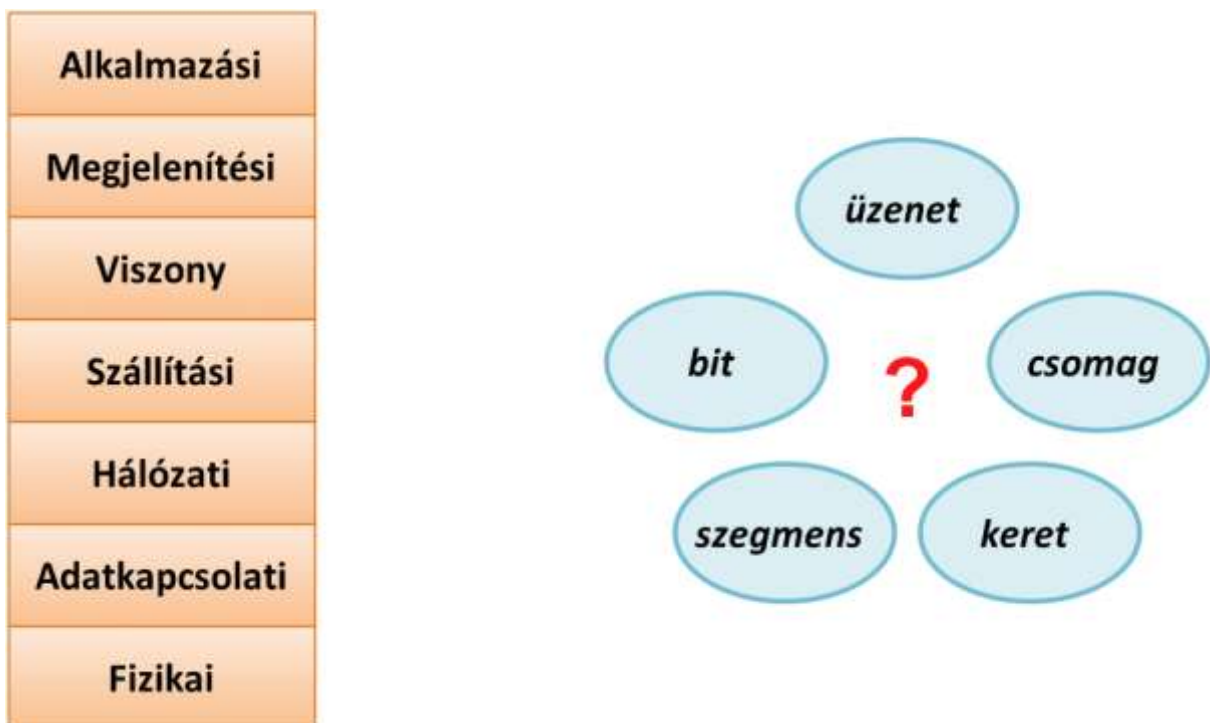 Alkalmazási
Megjelenítési
Viszony
Szállítási
Hálózati
Adatkapcsolati
Fizikai
üzenet
bit
?
csomag
szegmens
keret